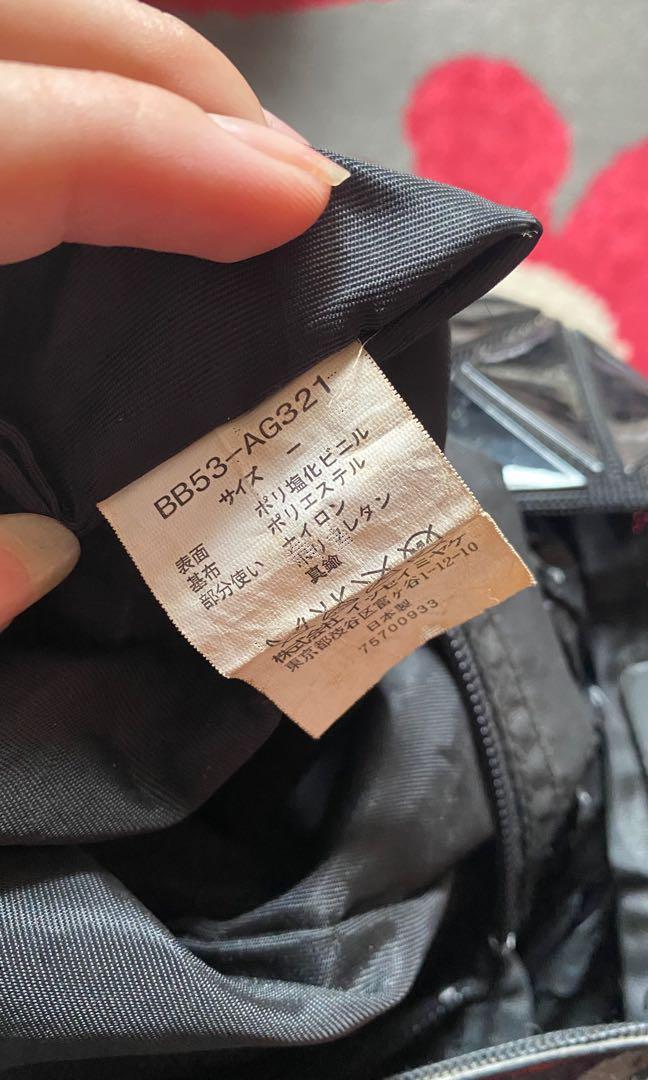 BB53-AG321
サイズ ー
表面 ポリ塩化ビニル
基布 ポリエステル
部分使い ナイロン
ポリウレタン
真鍮
株式会社イッセイミヤケ
東京都渋谷区富ヶ谷1-12-10
日本製
75700933